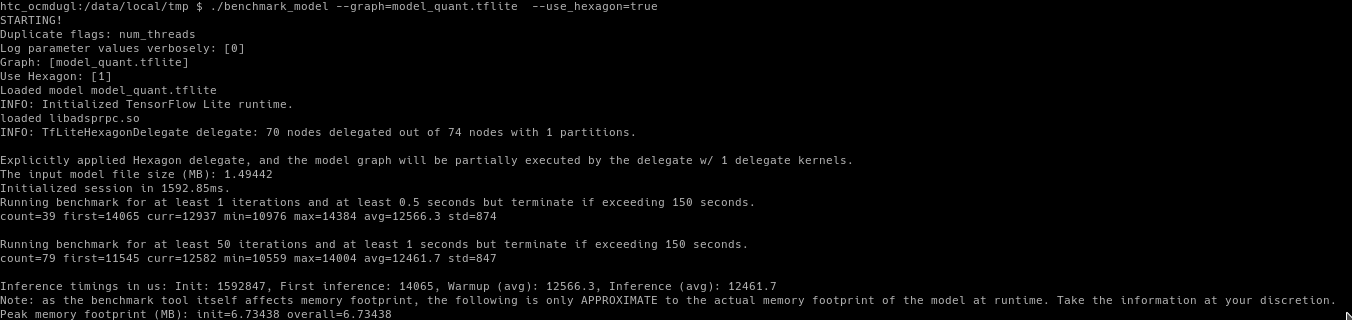 htc_ocmdugl:/data/local/tmp $ ./benchmark_model --graph=model_quant.tflite  --use_hexagon=true
STARTING!
Duplicate flags: num_threads
Log parameter values verbosely: [0]
Graph: [model_quant.tflite]
Use Hexagon: [1]
Loaded model model_quant.tflite
INFO: Initialized TensorFlow Lite runtime.
loaded libadsprpc.so
INFO: TfLiteHexagonDelegate delegate: 70 nodes delegated out of 74 nodes with 1 partitions.
Explicitly applied Hexagon delegate, and the model graph will be partially executed by the delegate w/ 1 delegate kernels.
The input model file size (MB): 1.49442
Initialized session in 1592.85ms.
Running benchmark for at least 1 iterations and at least 0.5 seconds but terminate if exceeding 150 seconds.
count=39 first=14065 curr=12937 min=10976 max=14384 avg=12566.3 std=874
Running benchmark for at least 50 iterations and at least 1 seconds but terminate if exceeding 150 seconds.
count=79 first=11545 curr=12582 min=10559 max=14004 avg=12461.7 std=847
Inference timings in us: Init: 1592847, First inference: 14065, Warmup (avg): 12566.3, Inference (avg): 12461.7
Note: as the benchmark tool itself affects memory footprint, the following is only APPROXIMATE to the actual memory footprint of the model at runtime. Take the information at your discretion.
Peak memory footprint (MB): init=6.73438 overall=6.73438